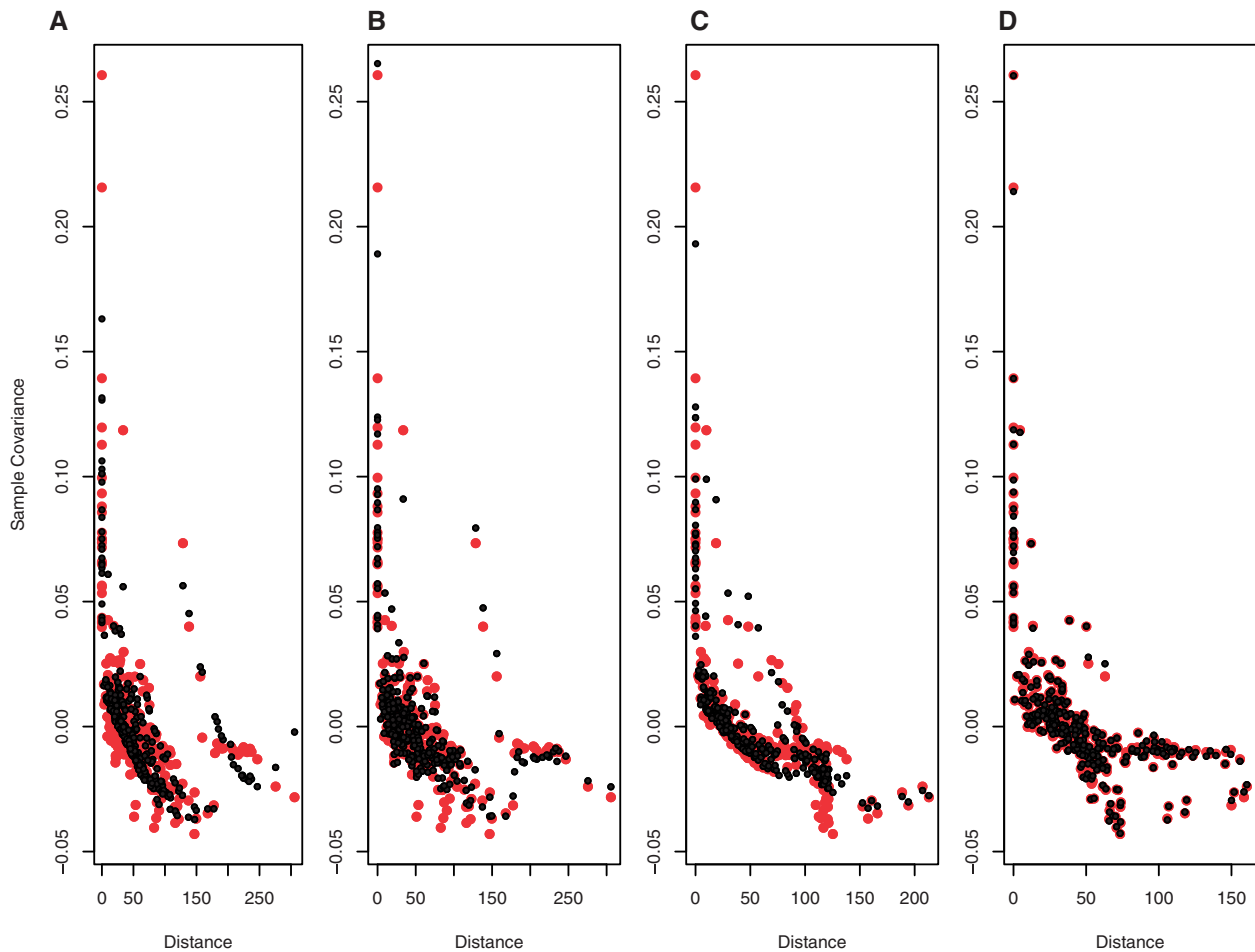 A B C D
Sample Covariance
0.25 0.25 0.25 0.25
0.20 0.20 0.20 0.20
0.15 0.15 0.15 0.15
0.10 0.10 0.10 0.10
0.05 0.05 0.05 0.05
0.00 0.00 0.00 0.00
−0.05 −0.05 −0.05 −0.05
0 50 150 250 0 50 150 250 0 50 100 150 200 0 50 100 150
Distance Distance Distance Distance